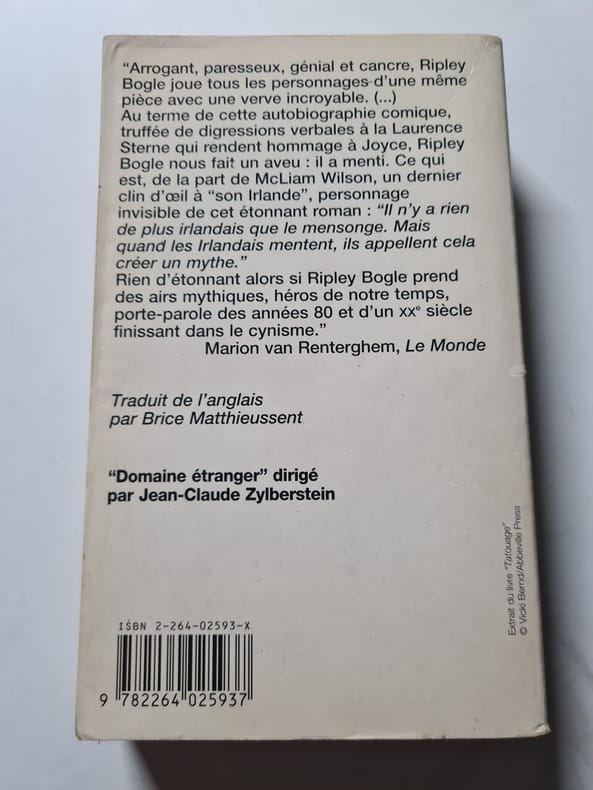 “Arrogant, paresseux, génial et cancre, Ripley
Bogle joue tous les personnages d’une même
pièce avec une verve incroyable. (...)
Au terme de cette autobiographie comique,
truffée de digressions verbales à la Laurence
Sterne qui rendent hommage à Joyce, Ripley
Bogle nous fait un aveu : il a menti. Ce qui
est, de la part de McLiam Wilson, un dernier
clin d’œil à “son Irlande”, personnage
invisible de cet étonnant roman : “Il n’y a rien
de plus irlandais que le mensonge. Mais
quand les Irlandais mentent, ils appellent cela
créer un mythe.”
Rien d’étonnant alors si Ripley Bogle prend
des airs mythiques, héros de notre temps,
porte-parole des années 80 et d’un XXe siècle
finissant dans le cynisme.”
Marion van Renterghem, Le Monde
Traduit de l’anglais
par Brice Matthieussent
“Domaine étranger” dirigé
par Jean-Claude Zylberstein
Extrait du livre “Tatouage”
© Vicki Bernd/Abbeville Press
ISBN 2-264-02593-X
9 782264 025937